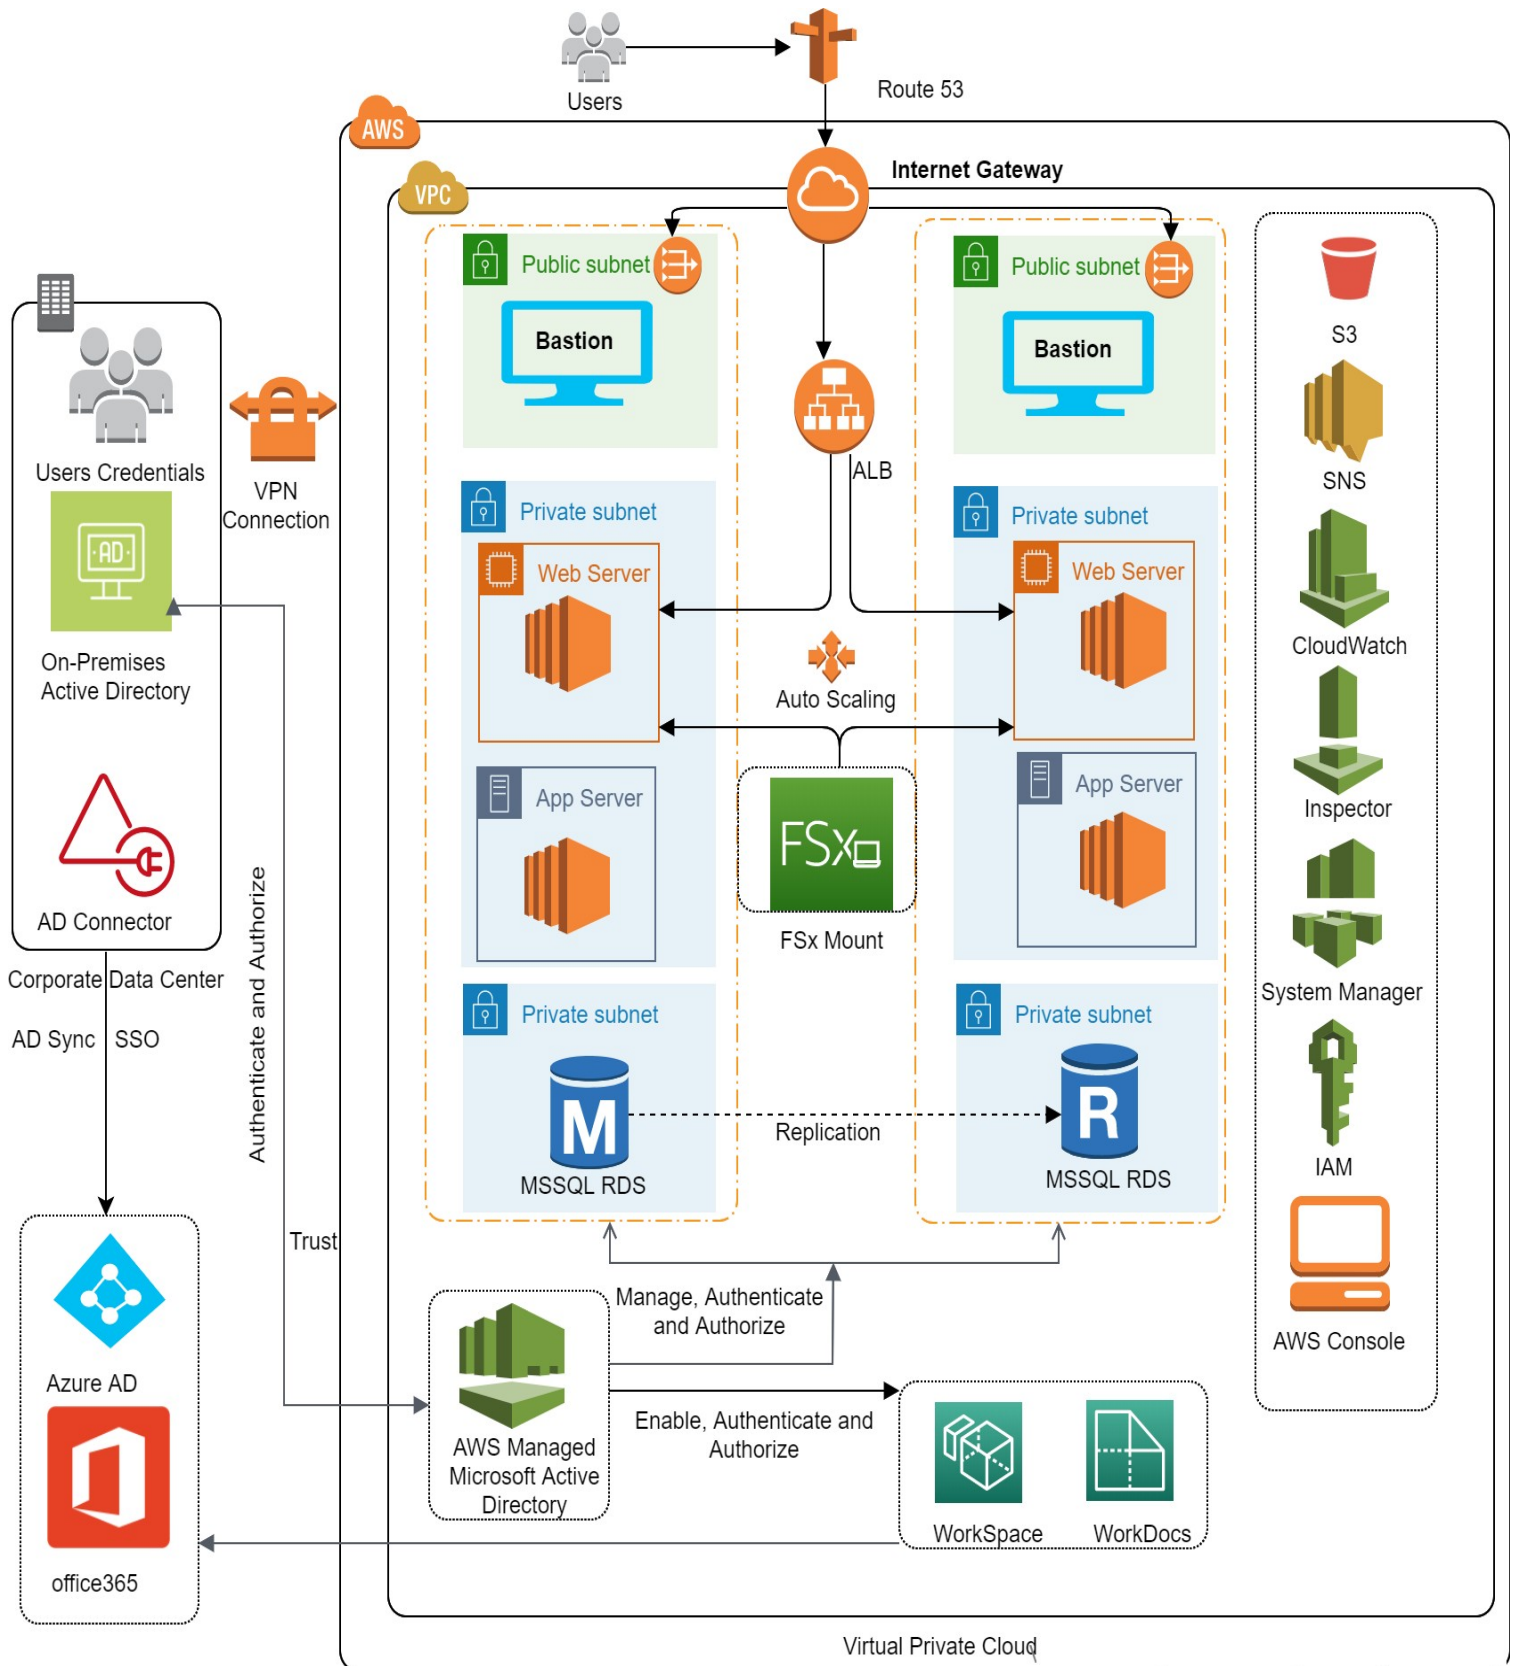 Users
Route 53
AWS
Internet Gateway
VPC
Public subnet
Bastion
Public subnet
Bastion
S3
SNS
CloudWatch
Inspector
System Manager
IAM
AWS Console
Users Credentials
VPN
Connection
AD
On-Premises
Active Directory
AD Connector
Corporate Data Center
AD Sync
SSO
Authenticate and Authorize
Trust
ALB
Private subnet
Web Server
Private subnet
Web Server
Auto Scaling
App Server
App Server
FSx
FSx Mount
Private subnet
M
MSSQL RDS
Replication
Private subnet
R
MSSQL RDS
Manage, Authenticate
and Authorize
Enable, Authenticate and
Authorize
AWS Managed
Microsoft Active
Directory
WorkSpace
WorkDocs
Azure AD
office365
Virtual Private Cloud